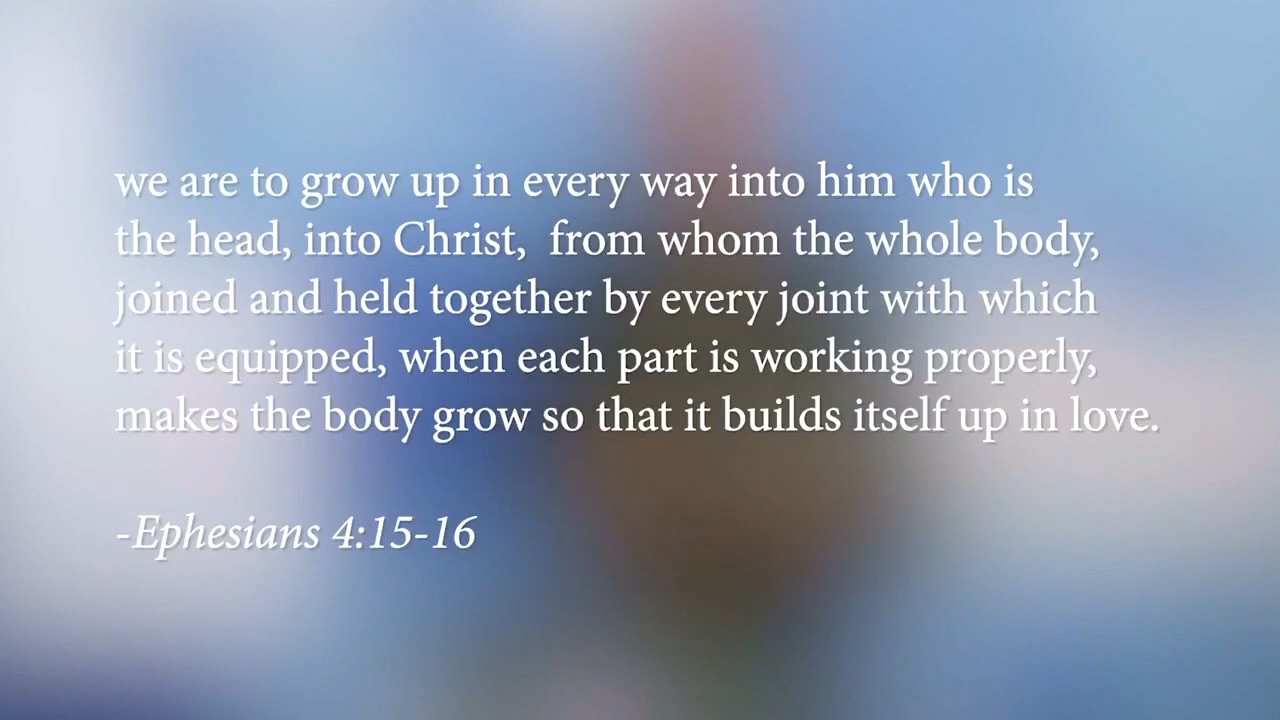 we are to grow up in every way into him who is
the head, into Christ,  from whom the whole body,
joined and held together by every joint with which
it is equipped, when each part is working properly,
makes the body grow so that it builds itself up in love.
-Ephesians 4:15-16